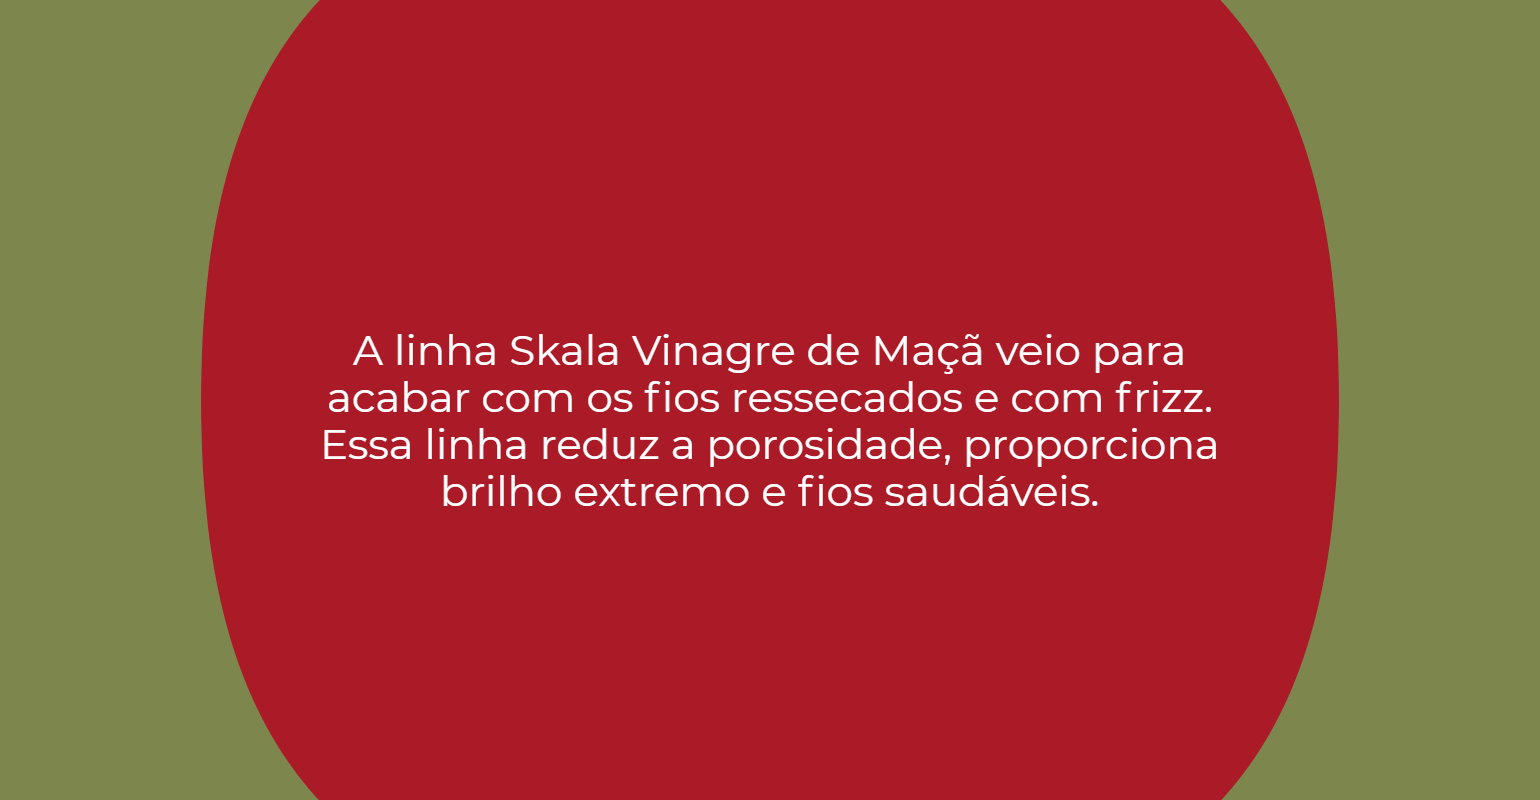 A linha Skala Vinagre de Maçã veio para
acabar com os fios ressecados e com frizz.
Essa linha reduz a porosidade, proporciona
brilho extremo e fios saudáveis.